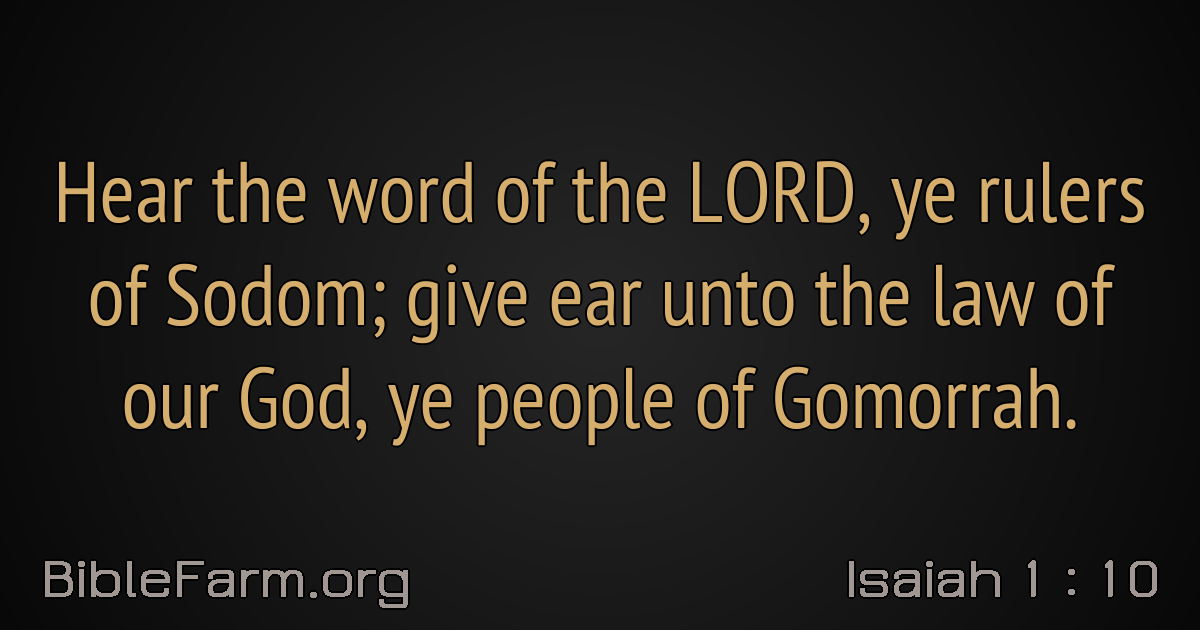 Hear the word of the LORD, ye rulers
of Sodom; give ear unto the law of
our God, ye people of Gomorrah.
BibleFarm.org
Isaiah 1 : 10